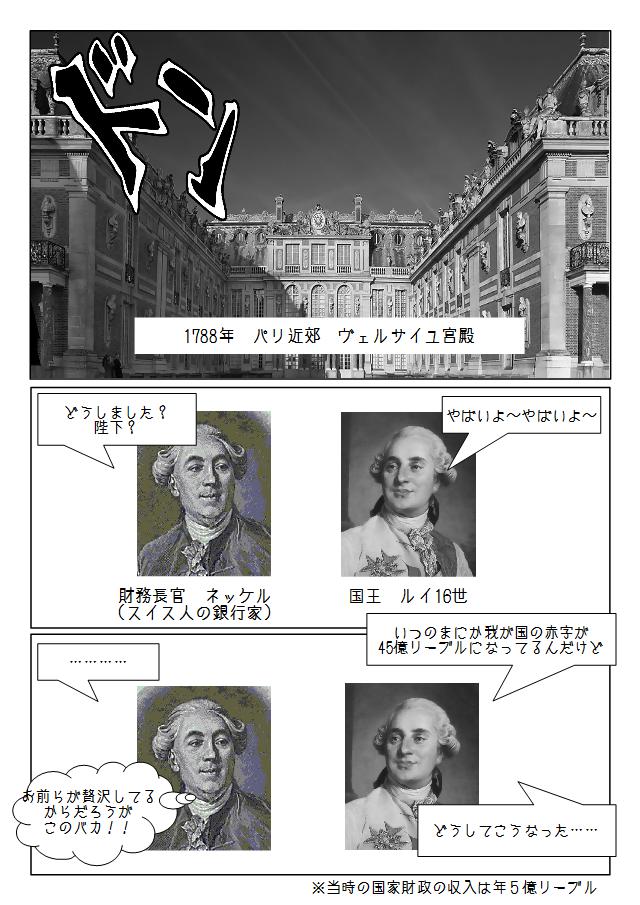 ドン
1788年　パリ近郊　ヴェルサイユ宮殿
やばいよ～やばいよ～
どうしました？
陛下？
国王　ルイ16世
財務長官　ネッケル
（スイス人の銀行家）
いつのまにか我が国の赤字が
45億リーブルになってるんだけど
…………
どうしてこうなった……
お前らが贅沢してる
からだろうが
このバカ！！
※当時の国家財政の収入は年５億リーブル